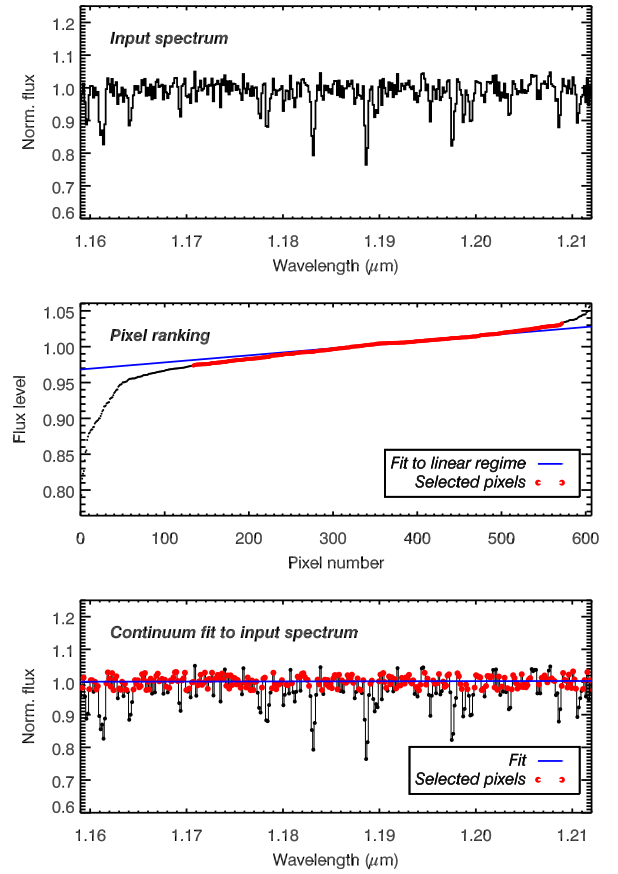 Input spectrum
Norm. flux
1.2
1.1
1.0
0.9
0.8
0.7
0.6
1.16 1.17 1.18 1.19 1.20 1.21
Wavelength (μm)
Pixel ranking
Flux level
1.05
1.00
0.95
0.90
0.85
0.80
Fit to linear regime
Selected pixels
0 100 200 300 400 500 600
Pixel number
Continuum fit to input spectrum
Norm. flux
1.2
1.1
1.0
0.9
0.8
0.7
0.6
Fit
Selected pixels
1.16 1.17 1.18 1.19 1.20 1.21
Wavelength (μm)